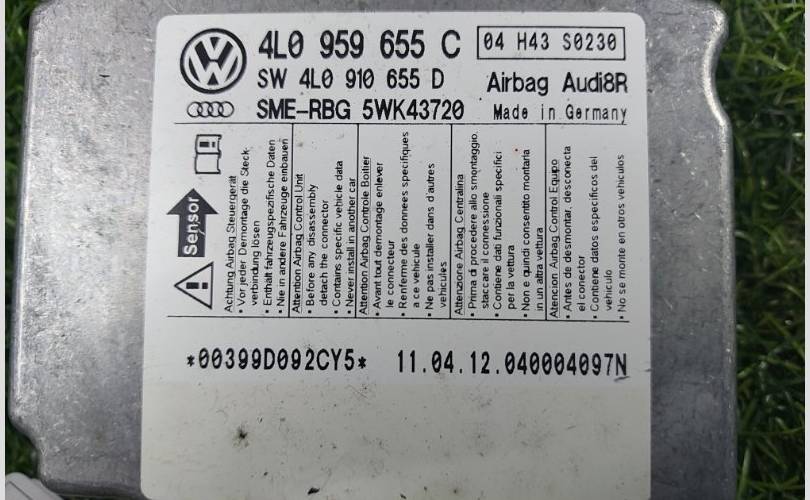 4L0 959 655 C
04 H43 S0230
SW 4L0 910 655 D
Airbag Audi8R
SME-RBG 5WK43720
Made in Germany
Sensor
Achtung Airbag Steuergerät
• Vor jeder Demontage die Steck-
verbindung lösen
• Enthält fahrzeugspezifische Daten
• Nie in andere Fahrzeuge einbauen
Attention Airbag Control Unit
• Before any disassembly
detach the connector
• Contains specific vehicle data
• Never install in another car
Attention Airbag Controle Boitier
• Avant tout demontage enlever
le connecteur
• Renferme des donnees specifiques
a ce vehicule
• Ne pas installer dans d'autres
vehicules
Attenzione Airbag Centralina
• Prima di procedere allo smontaggio,
staccare il connessione
• Contiene dati funzionali specifici
per la vettura
• Non e quindi consentito montarla
in un altra vettura
Atencion Airbag Control Equipo
• Antes de desmontar, desconecta
el conector
• Contiene datos especificos del
vehiculo
• No se monte en otros vehiculos
*00399D092CY5*
11.04.12.040004097N